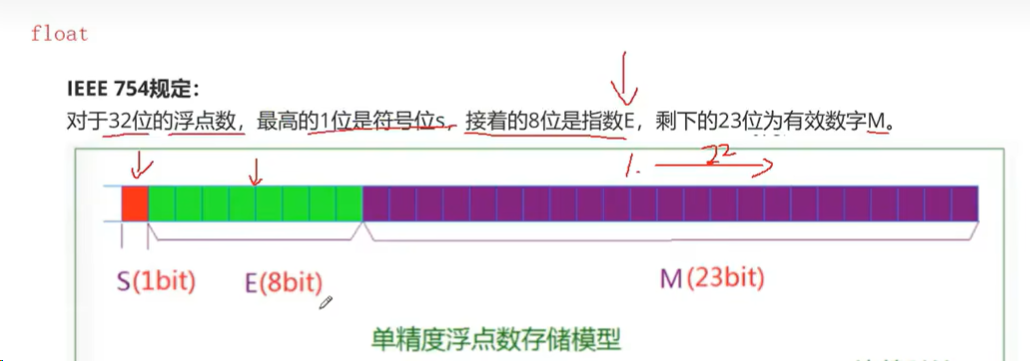 float
IEEE 754规定：
对于32位的浮点数，最高的1位是符号位s，接着的8位是指数E，剩下的23位为有效数字M。
1. 22
S(1bit) E(8bit) M(23bit)
单精度浮点数存储模型